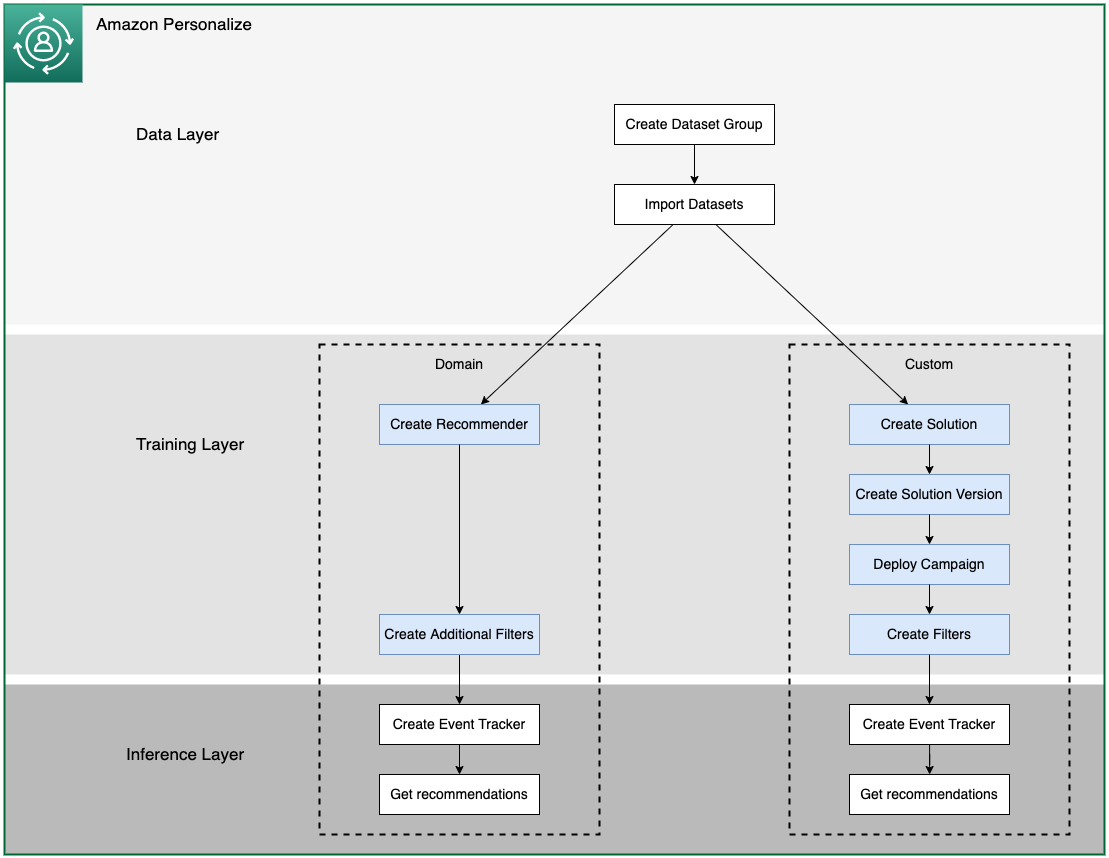 Amazon Personalize
Data Layer
Create Dataset Group
Import Datasets
Training Layer
Domain
Create Recommender
Create Additional Filters
Custom
Create Solution
Create Solution Version
Deploy Campaign
Create Filters
Inference Layer
Create Event Tracker
Get recommendations
Create Event Tracker
Get recommendations